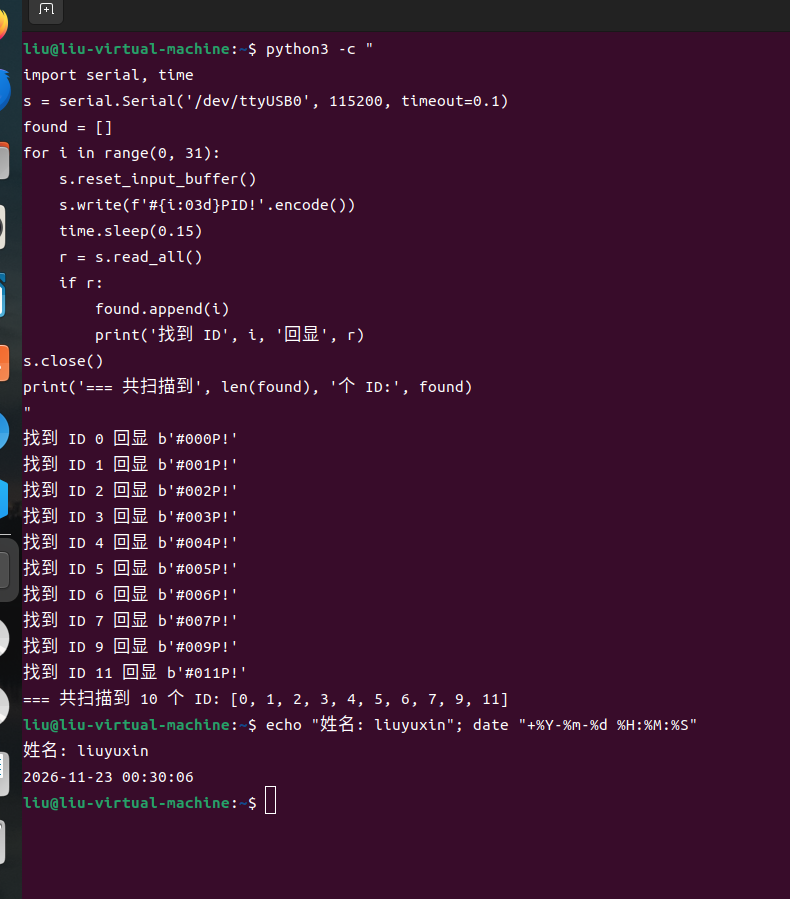 liu@liu-virtual-machine:~$ python3 -c "
import serial, time
s = serial.Serial('/dev/ttyUSB0', 115200, timeout=0.1)
found = []
for i in range(0, 31):
    s.reset_input_buffer()
    s.write(f'#{i:03d}PID!'.encode())
    time.sleep(0.15)
    r = s.read_all()
    if r:
        found.append(i)
        print('找到 ID', i, '回显', r)
s.close()
print('=== 共扫描到', len(found), '个 ID:', found)
"
找到 ID 0 回显 b'#000P!'
找到 ID 1 回显 b'#001P!'
找到 ID 2 回显 b'#002P!'
找到 ID 3 回显 b'#003P!'
找到 ID 4 回显 b'#004P!'
找到 ID 5 回显 b'#005P!'
找到 ID 6 回显 b'#006P!'
找到 ID 7 回显 b'#007P!'
找到 ID 9 回显 b'#009P!'
找到 ID 11 回显 b'#011P!'
=== 共扫描到 10 个 ID: [0, 1, 2, 3, 4, 5, 6, 7, 9, 11]
liu@liu-virtual-machine:~$ echo "姓名: liuyuxin"; date "+%Y-%m-%d %H:%M:%S"
姓名: liuyuxin
2026-11-23 00:30:06
liu@liu-virtual-machine:~$